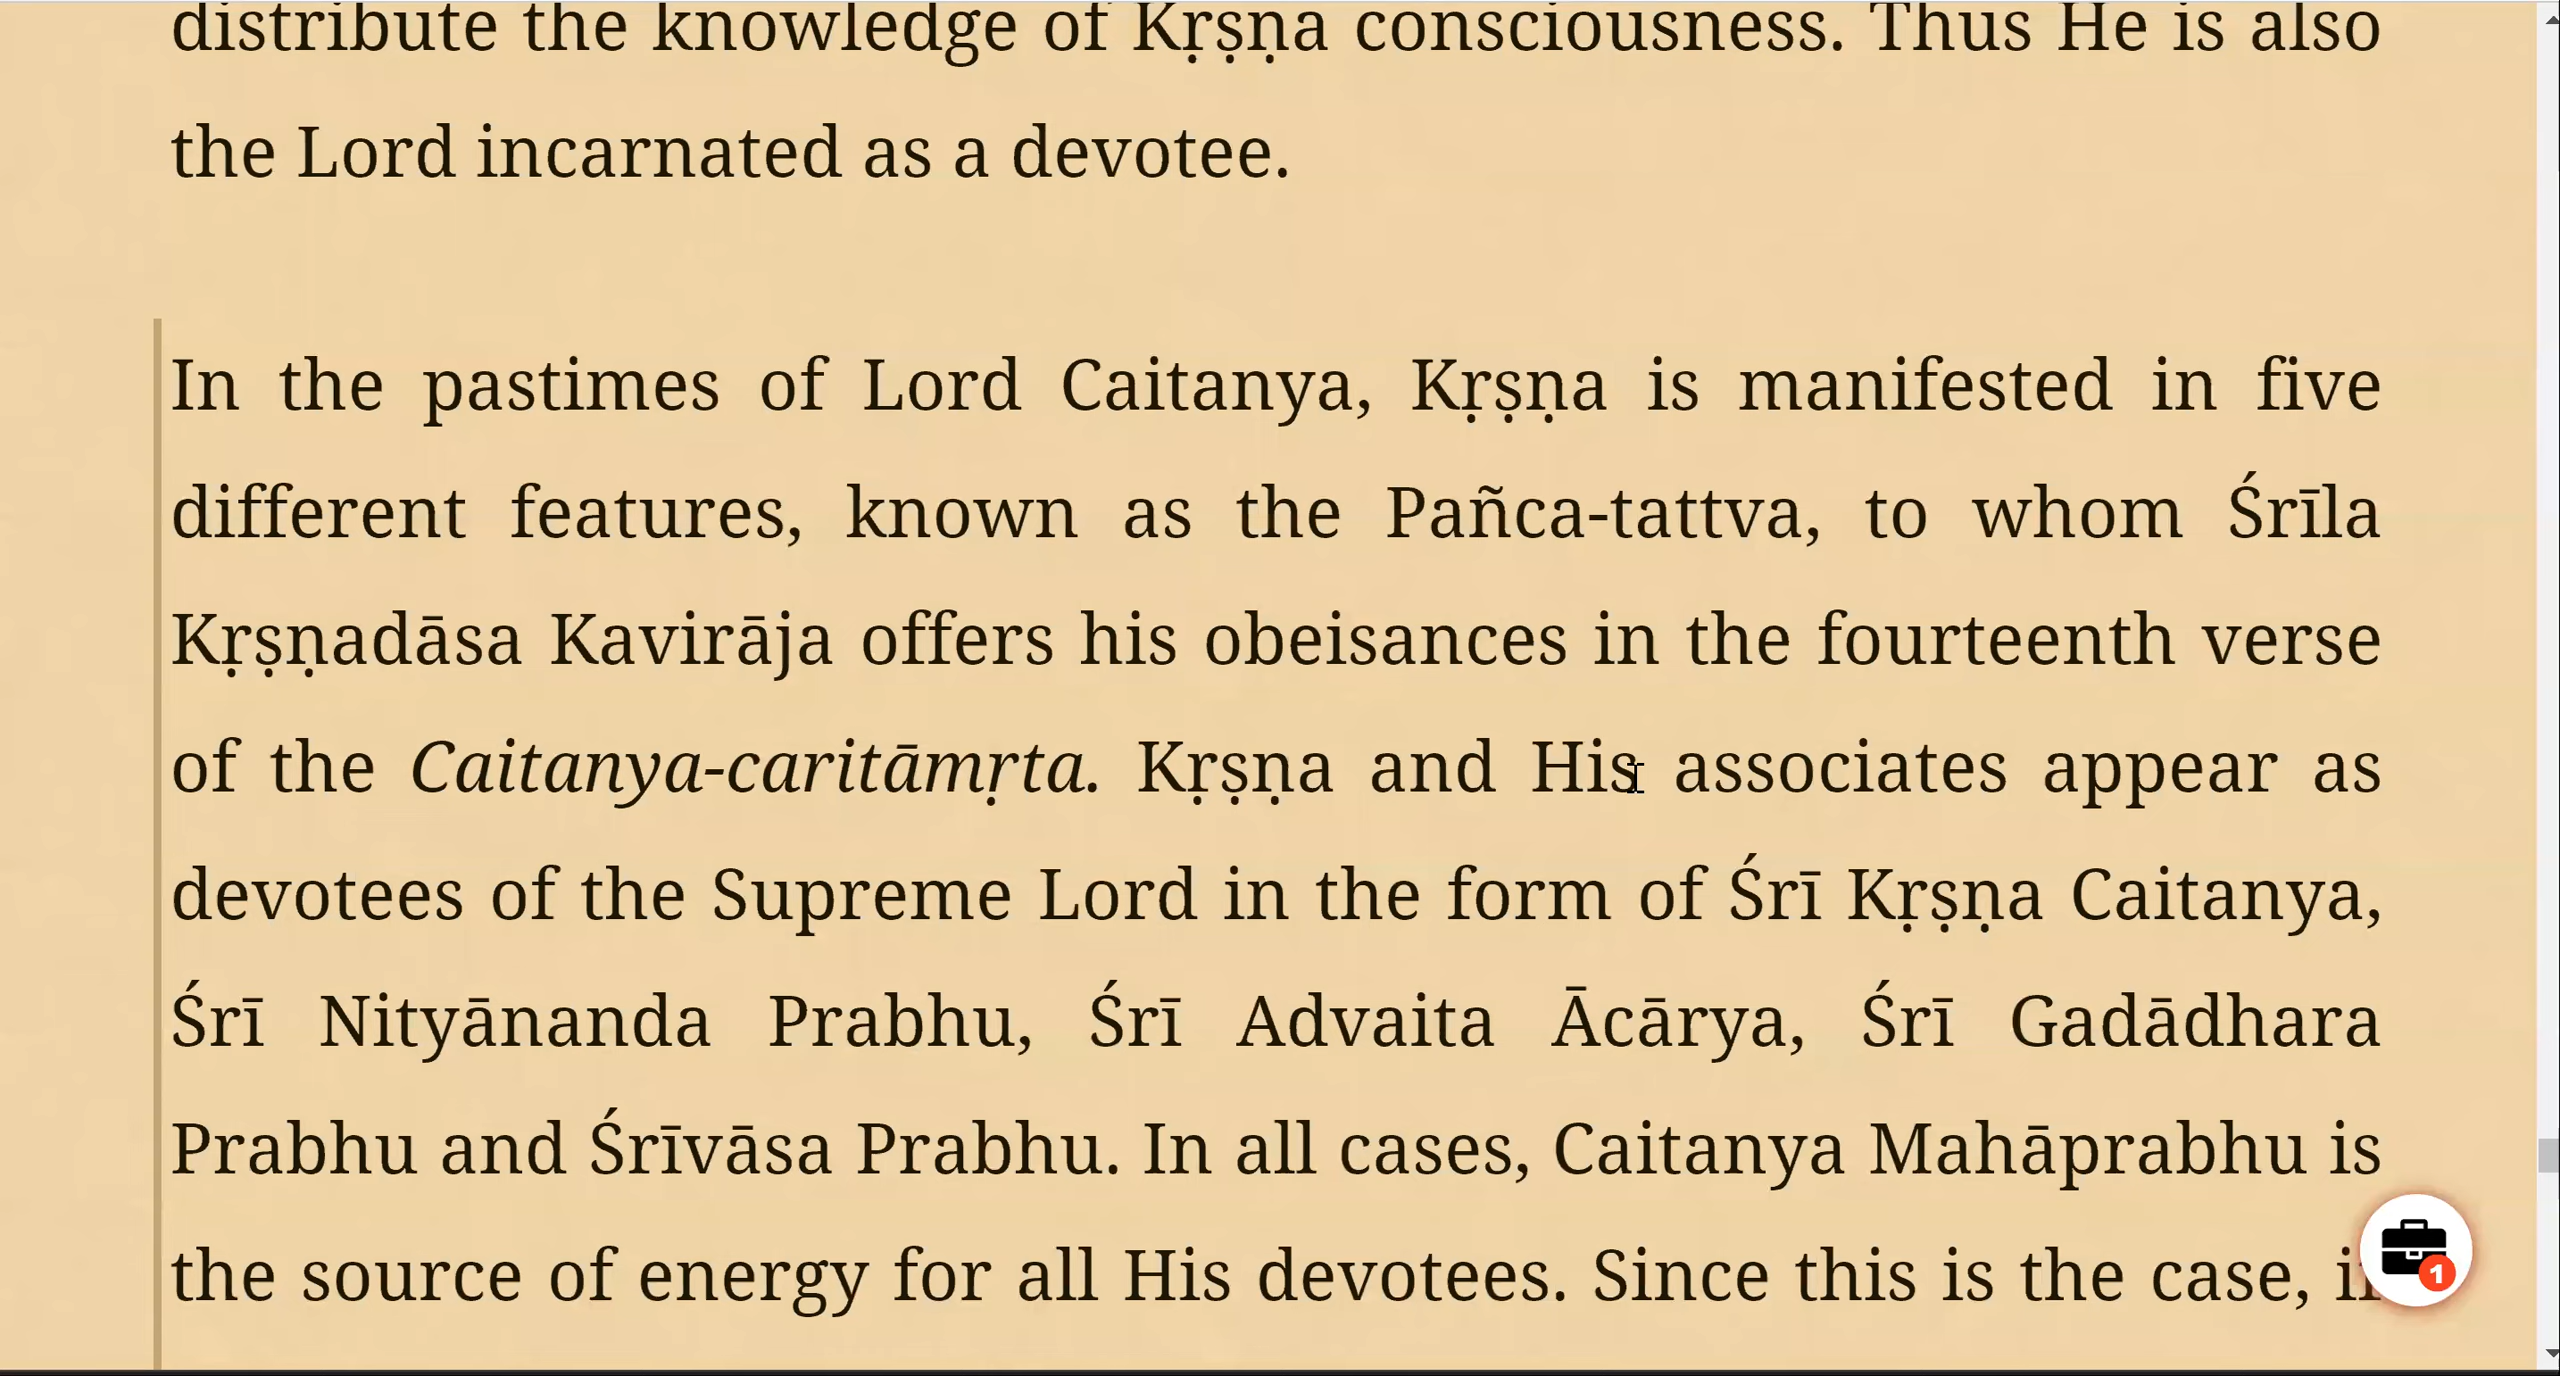 distribute the knowledge of Kṛṣṇa consciousness. Thus He is also
the Lord incarnated as a devotee.
In the pastimes of Lord Caitanya, Kṛṣṇa is manifested in five
different features, known as the Pañca-tattva, to whom Śrīla
Kṛṣṇadāsa Kavirāja offers his obeisances in the fourteenth verse
of the Caitanya-caritāmṛta. Kṛṣṇa and His associates appear as
devotees of the Supreme Lord in the form of Śrī Kṛṣṇa Caitanya,
Śrī Nityānanda Prabhu, Śrī Advaita Ācārya, Śrī Gadādhara
Prabhu and Śrīvāsa Prabhu. In all cases, Caitanya Mahāprabhu is
the source of energy for all His devotees. Since this is the case,
1